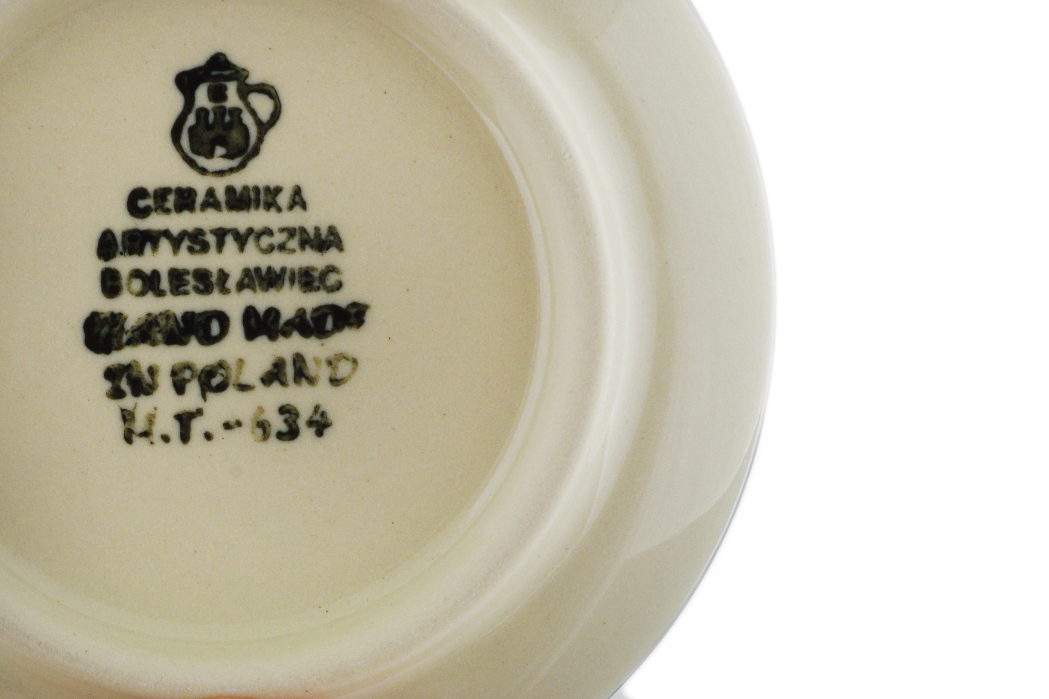 CERAMIKA
ARTYSTYCZNA
BOLESŁAWIEC
HAND MADE
IN POLAND
H.T.-634